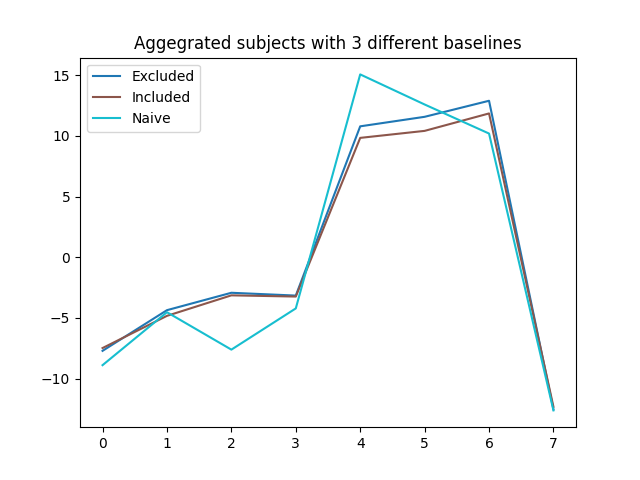 Aggegrated subjects with 3 different baselines
Excluded
Included
Naive
15
10
5
0
−5
−10
0 1 2 3 4 5 6 7